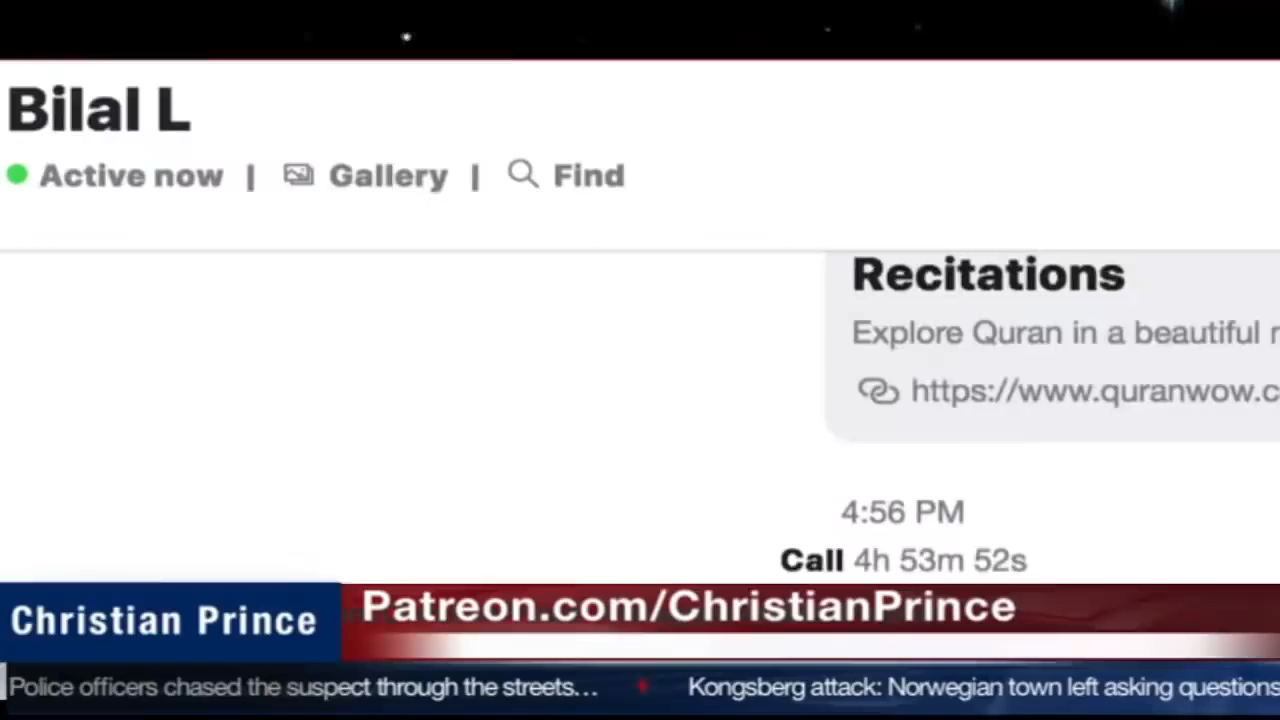 Bilal L
Active now | Gallery | Find
Recitations
Explore Quran in a beautiful
https://www.quranwow.c
4:56 PM
Call 4h 53m 52s
Christian Prince
Patreon.com/ChristianPrince
Police officers chased the suspect through the streets... Kongsberg attack: Norwegian town left asking questions